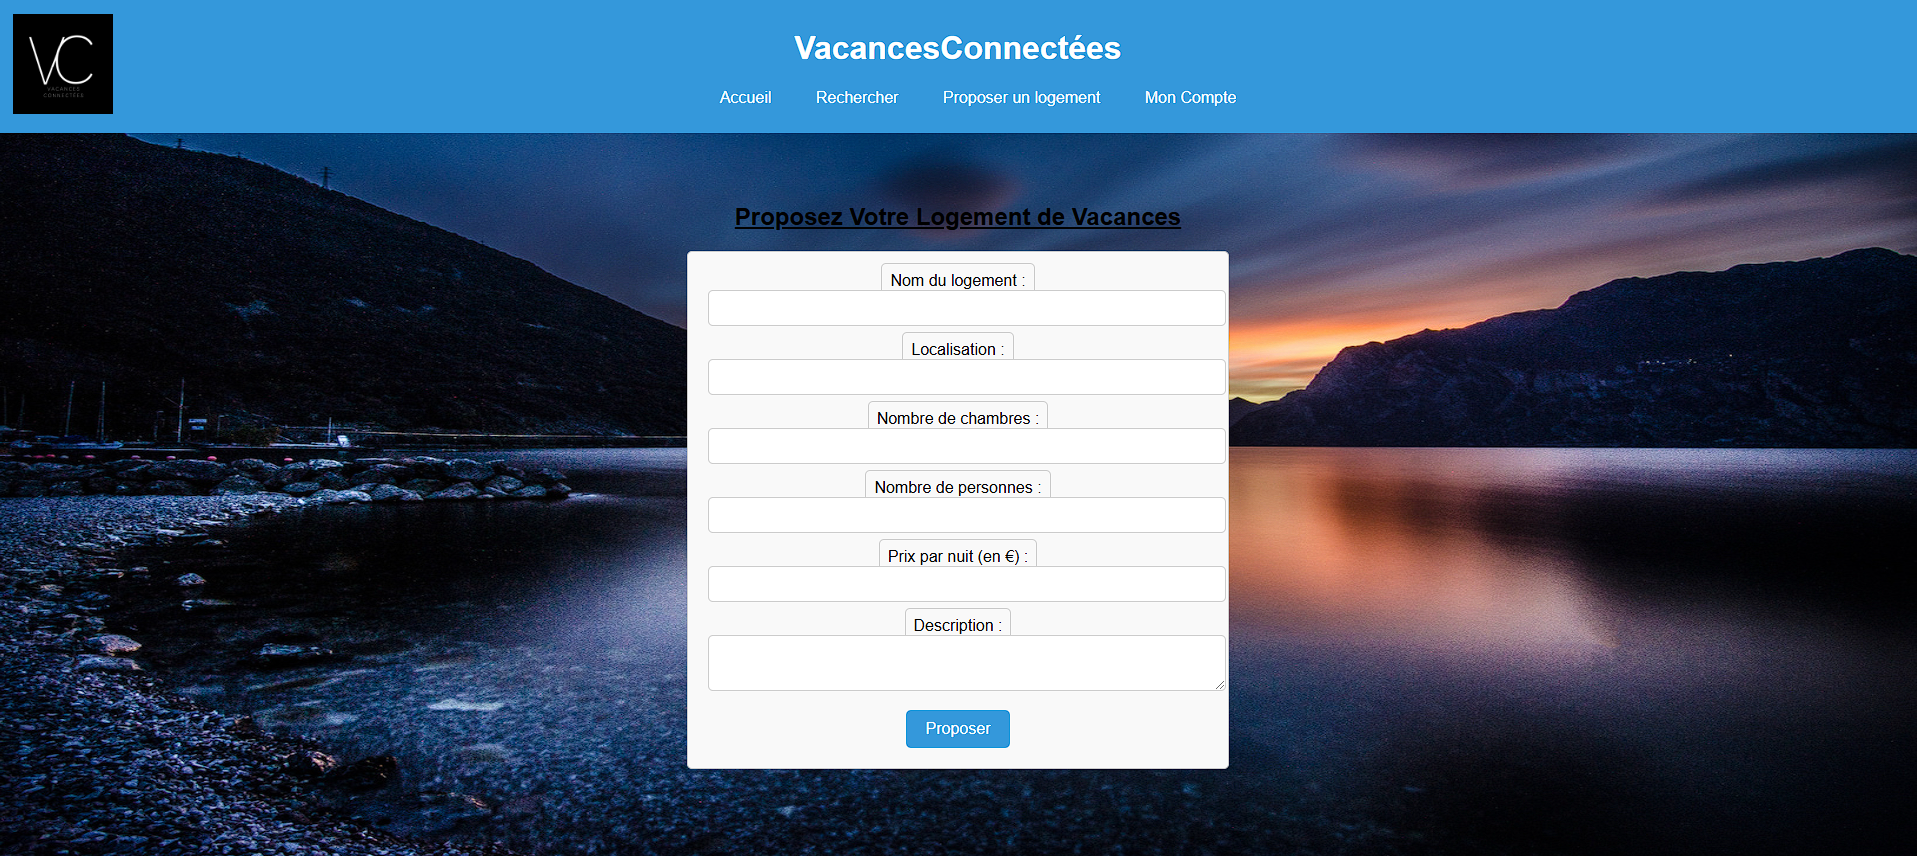 VC
VACANCES
CONNECTÉES
VacancesConnectées
Accueil Rechercher Proposer un logement Mon Compte
Proposez Votre Logement de Vacances
Nom du logement :
Localisation :
Nombre de chambres :
Nombre de personnes :
Prix par nuit (en €) :
Description :
Proposer